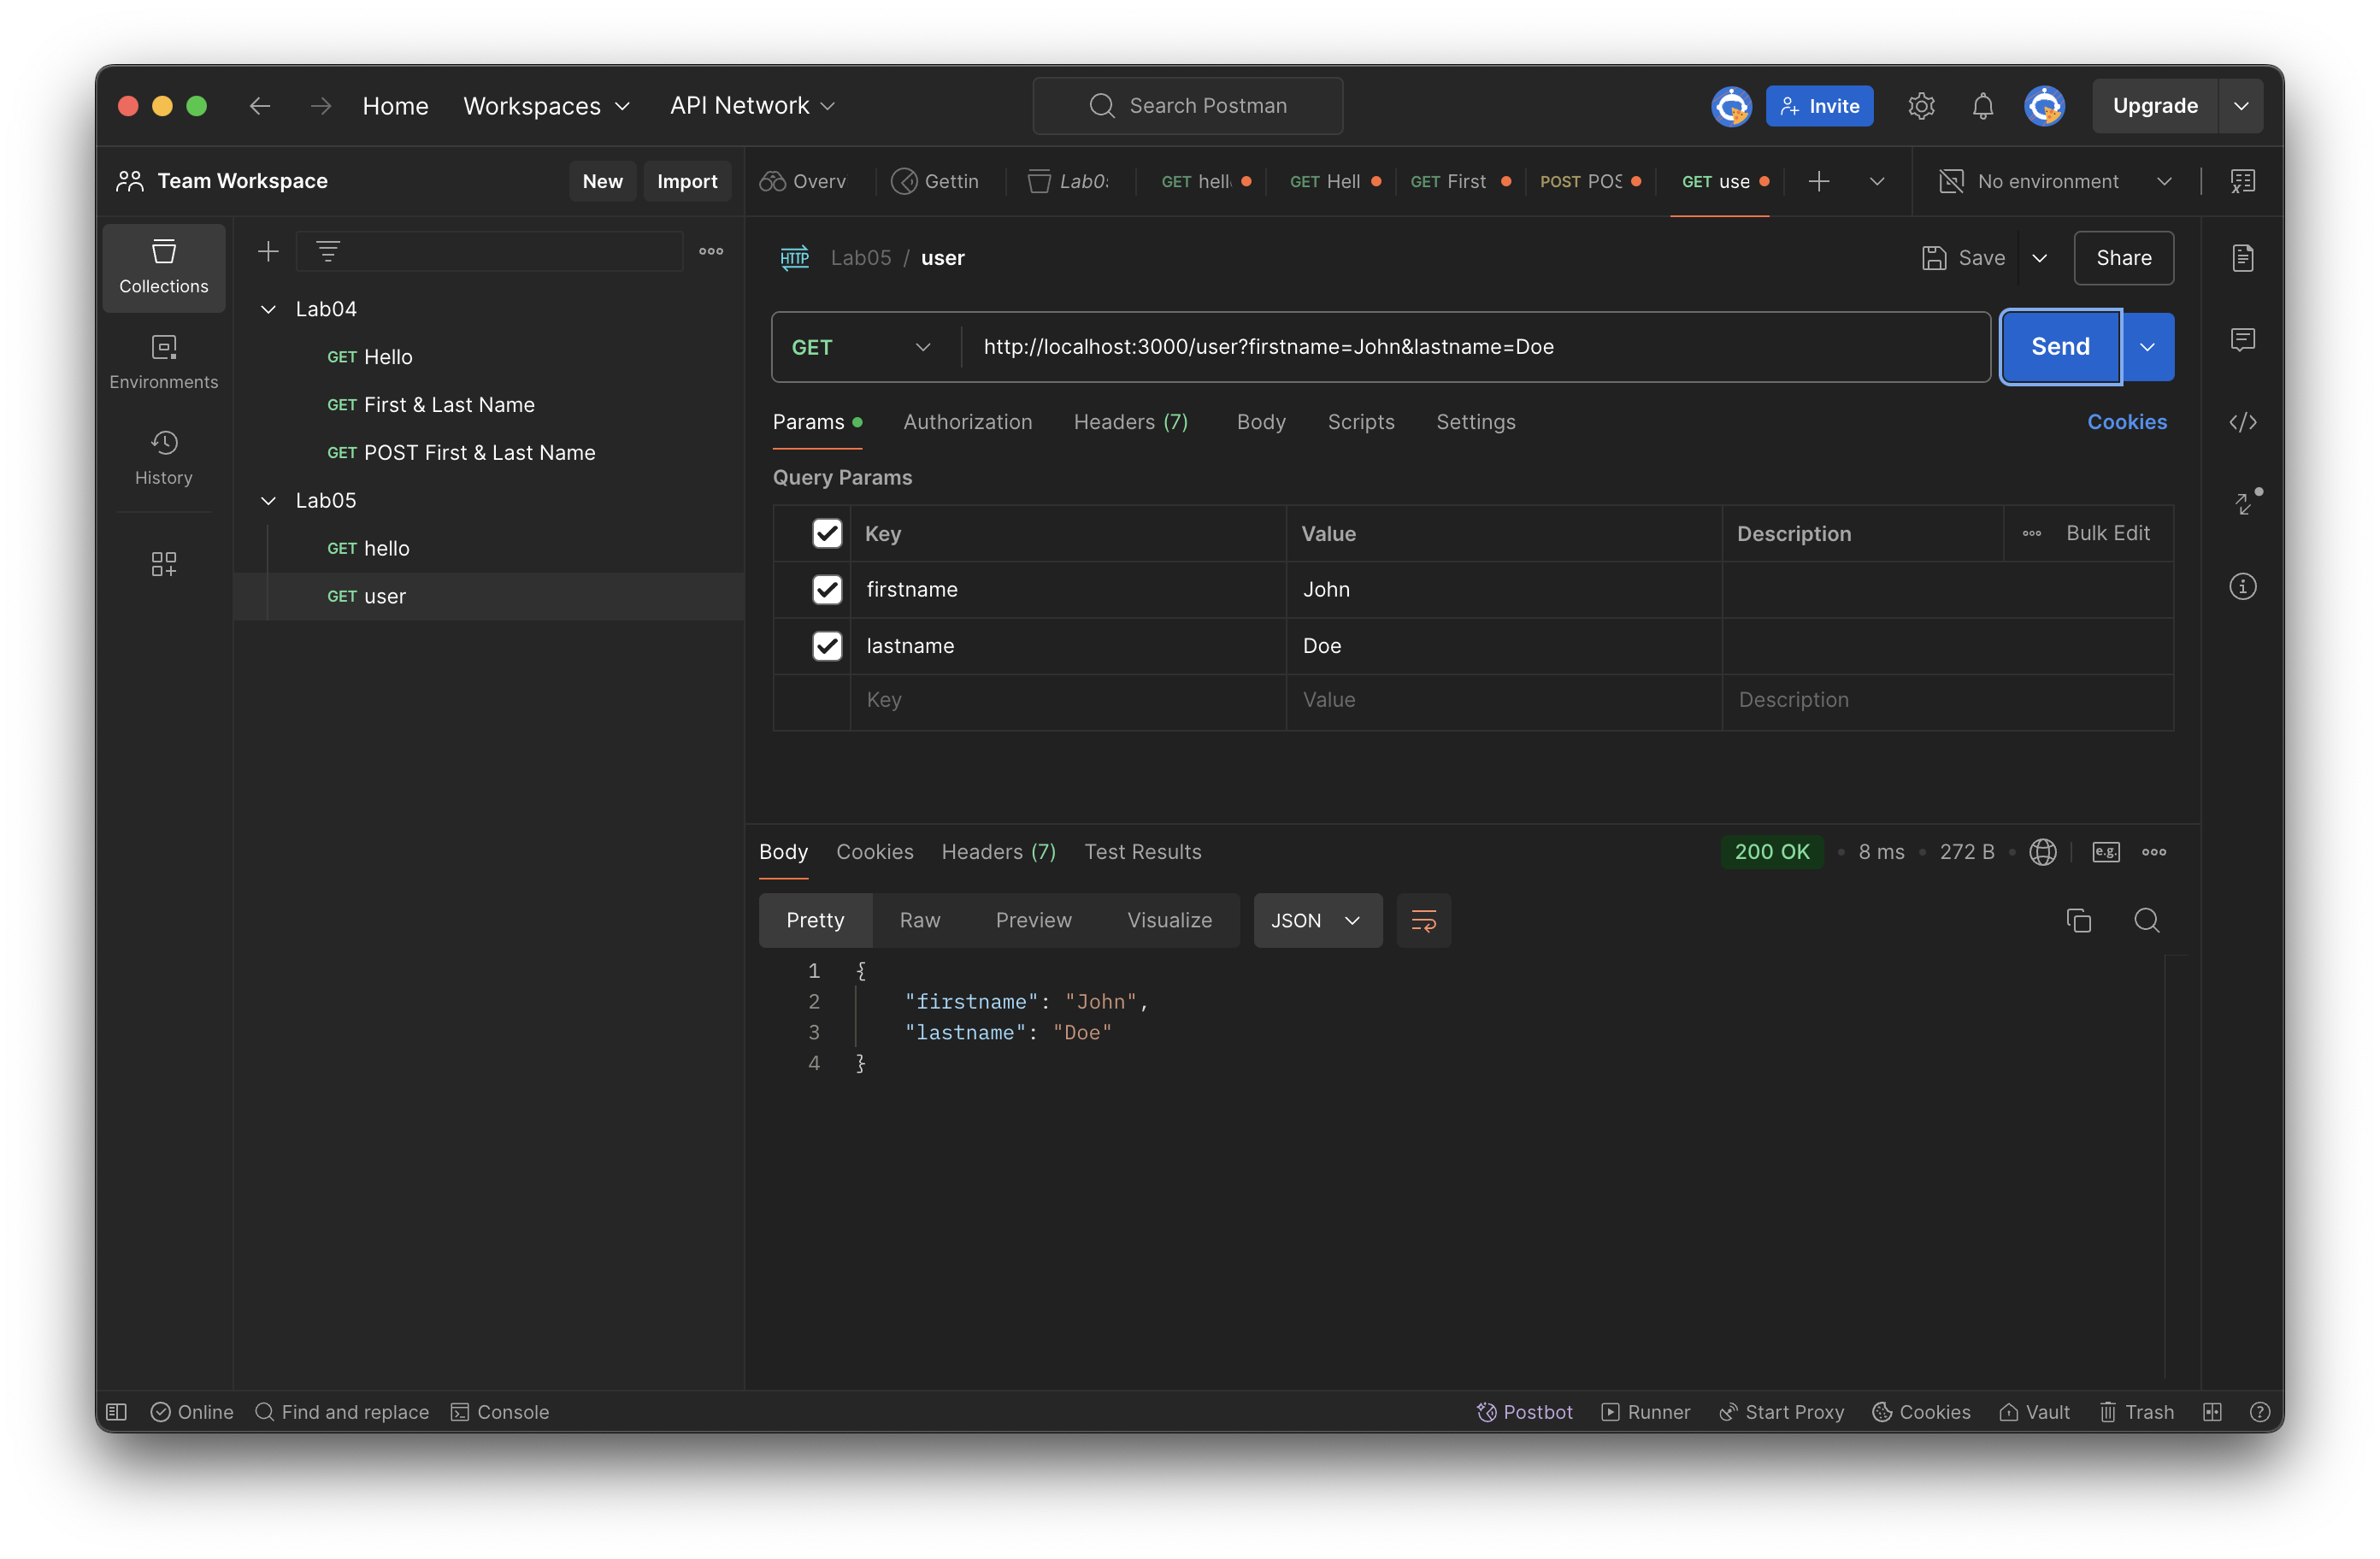 Home Workspaces API Network Search Postman Invite Upgrade
Team Workspace New Import Overv Gettin Lab0 GET hell GET Hell GET First POST POS GET use No environment
Collections
Environments
History
Lab04
GET Hello
GET First & Last Name
GET POST First & Last Name
Lab05
GET hello
GET user
HTTP Lab05 / user Save Share
GET http://localhost:3000/user?firstname=John&lastname=Doe Send
Params Authorization Headers (7) Body Scripts Settings Cookies
Query Params
Key Value Description Bulk Edit
firstname John
lastname Doe
Key Value Description
Body Cookies Headers (7) Test Results 200 OK • 8 ms • 272 B • e.g.
Pretty Raw Preview Visualize JSON
1 {
2 "firstname": "John",
3 "lastname": "Doe"
4 }
Online Find and replace Console Postbot Runner Start Proxy Cookies Vault Trash